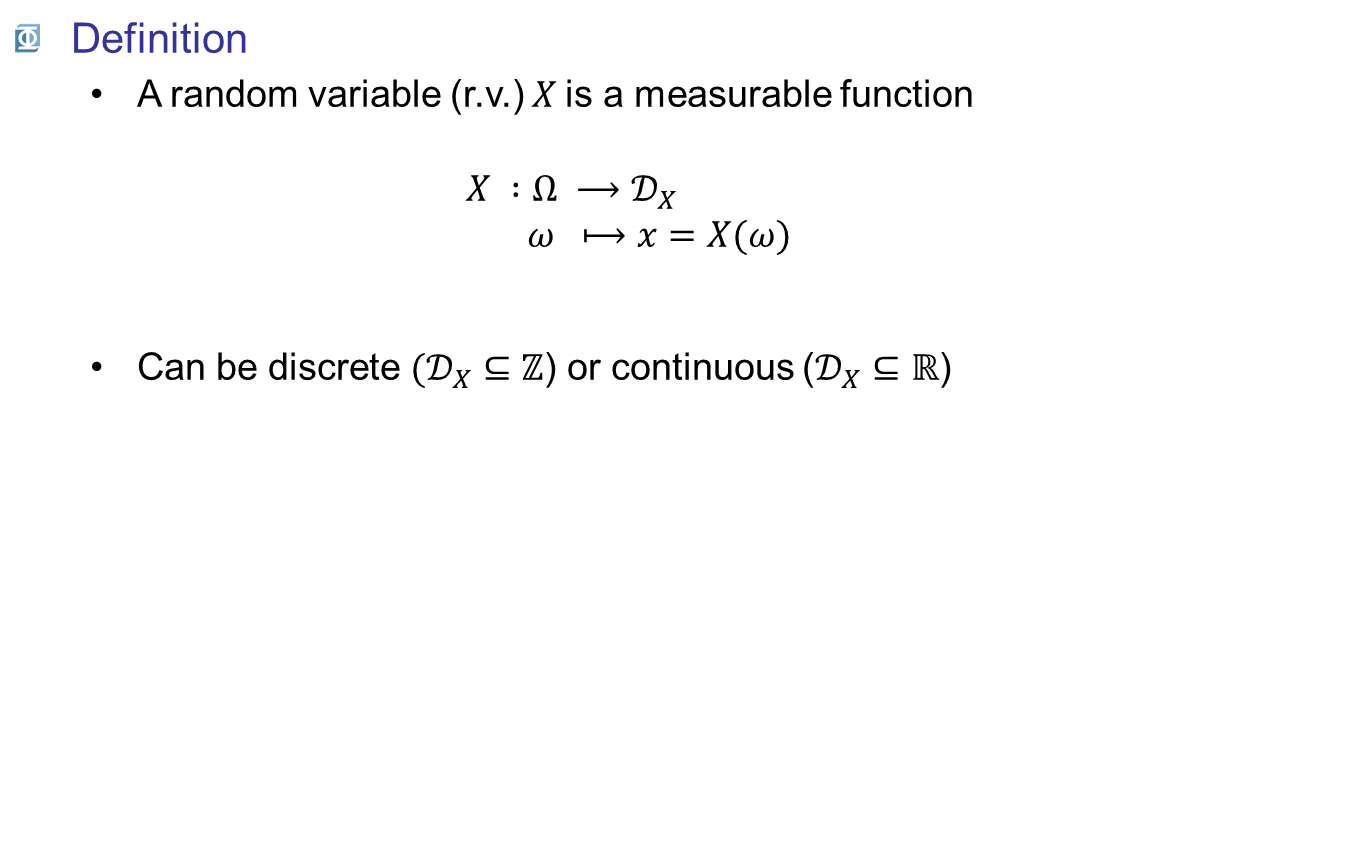 Definition
• A random variable (r.v.) X is a measurable function
X : Ω ⟶ 𝒟_X
ω ⟼ x = X(ω)
• Can be discrete (𝒟_X ⊆ ℤ) or continuous (𝒟_X ⊆ ℝ)